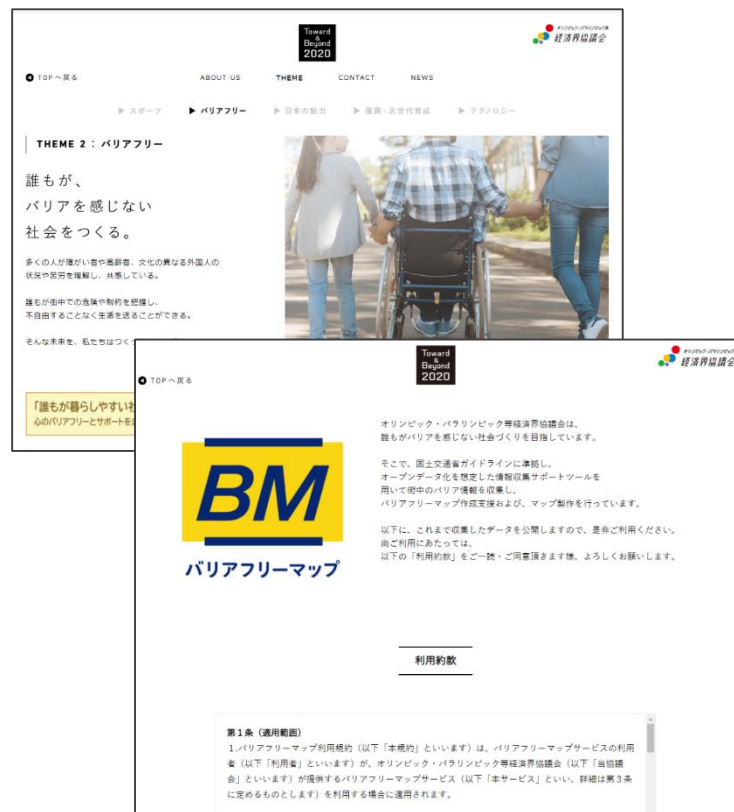 Toward
&
Beyond
2020
オリンピック・パラリンピック等
経済界協議会
TOPへ戻る
ABOUT US
THEME
CONTACT
NEWS
▶ スポーツ
▶ バリアフリー
▶ 日本の魅力
▶ 復興・次世代育成
▶ テクノロジー
THEME 2 : バリアフリー
誰もが、
バリアを感じない
社会をつくる。
多くの人が障がい者や高齢者、文化の異なる外国人の
状況や苦労を理解し、共感している。
誰もが街中での危険や制約を把握し、
不自由することなく生活を送ることができる。
そんな未来を、私たちはつく
「誰もが暮らしやすい社
心のバリアフリーとサポートを
Toward
&
Beyond
2020
オリンピック・パラリンピック等
経済界協議会
TOPへ戻る
BM
バリアフリーマップ
オリンピック・パラリンピック等経済界協議会は、
誰もがバリアを感じない社会づくりを目指しています。
そこで、国土交通省ガイドラインに準拠し、
オープンデータ化を想定した情報収集サポートツールを
用いて街中のバリア情報を収集し、
バリアフリーマップ作成支援および、マップ製作を行っています。
以下に、これまで収集したデータを公開しますので、是非ご利用ください。
尚ご利用にあたっては、
以下の「利用約款」をご一読・ご同意頂きます様、よろしくお願いします。
利用約款
第1条（適用範囲）
1.バリアフリーマップ利用規約（以下「本規約」といいます）は、バリアフリーマップサービスの利用
者（以下「利用者」といいます）が、オリンピック・パラリンピック等経済界協議会（以下「当協議
会」といいます）が提供するバリアフリーマップサービス（以下「本サービス」といい、詳細は第3条
に定めるものとします）を利用する場合に適用されます。